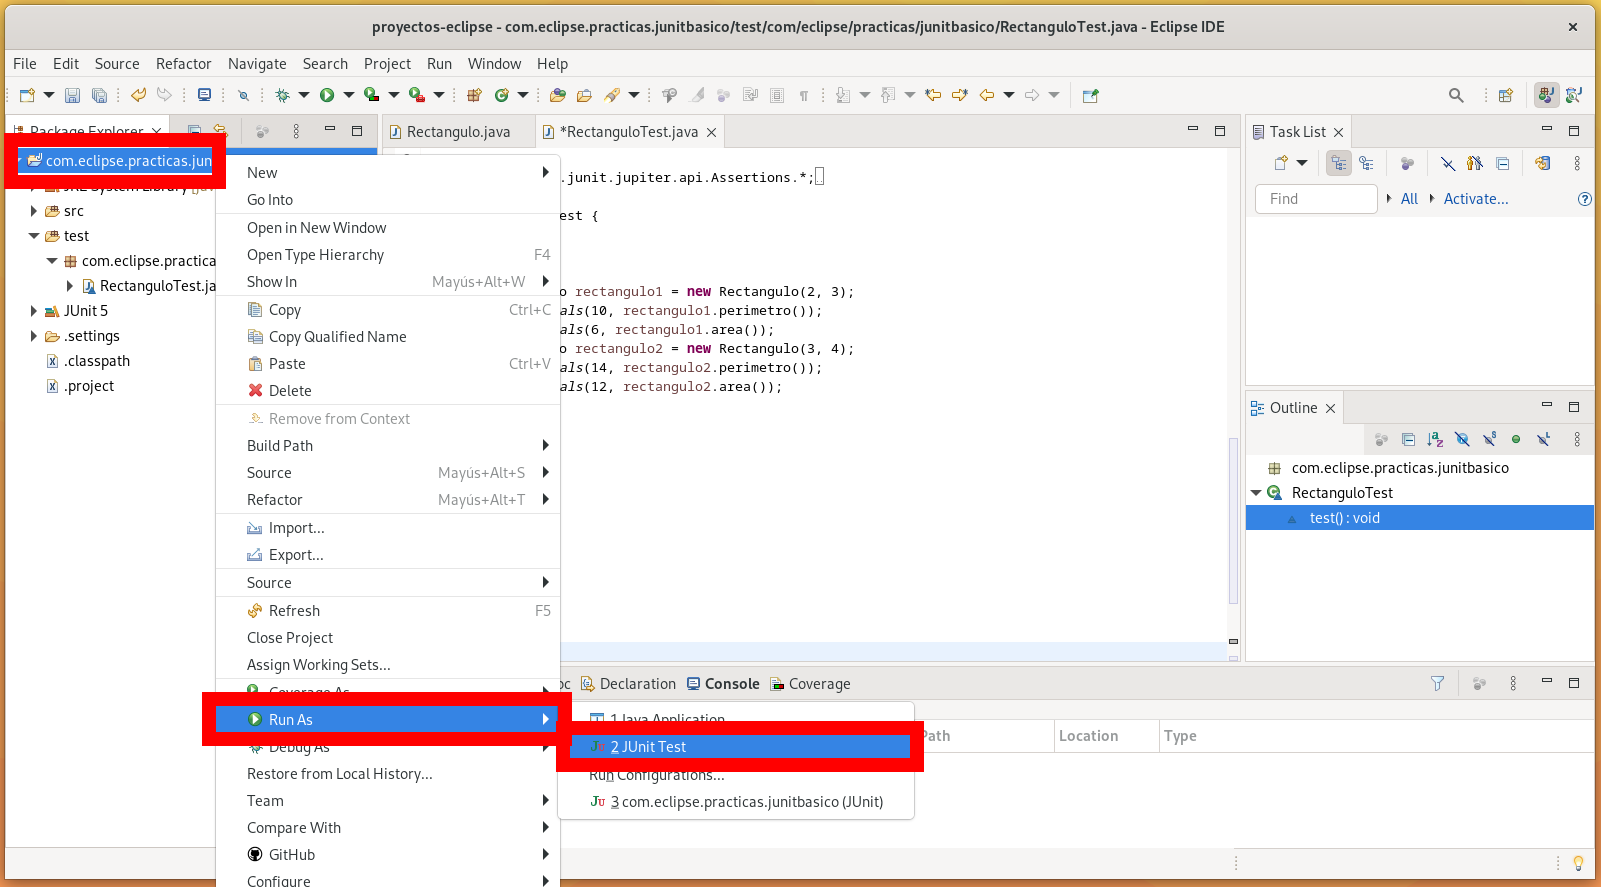 proyectos-eclipse - com.eclipse.practicas.junitbasico/test/com/eclipse/practicas/junitbasico/RectanguloTest.java - Eclipse IDE
File Edit Source Refactor Navigate Search Project Run Window Help
Package Explorer
com.eclipse.practicas.jun
JRE System Library
src
test
com.eclipse.practica
RectanguloTest.ja
JUnit 5
.settings
.classpath
.project
New
Go Into
Open in New Window
Open Type Hierarchy F4
Show In Mayús+Alt+W
Copy Ctrl+C
Copy Qualified Name
Paste Ctrl+V
Delete
Remove from Context
Build Path
Source Mayús+Alt+S
Refactor Mayús+Alt+T
Import...
Export...
Source
Refresh F5
Close Project
Assign Working Sets...
Coverage As
Run As
Debug As
Restore from Local History...
Team
Compare With
GitHub
Configure
1 Java Application
2 JUnit Test
Run Configurations...
3 com.eclipse.practicas.junitbasico (JUnit)
Rectangulo.java
*RectanguloTest.java
.junit.jupiter.api.Assertions.*;
est {
o rectangulo1 = new Rectangulo(2, 3);
als(10, rectangulo1.perimetro());
als(6, rectangulo1.area());
o rectangulo2 = new Rectangulo(3, 4);
als(14, rectangulo2.perimetro());
als(12, rectangulo2.area());
oc Declaration Console Coverage
Path Location Type
Task List
Find All Activate...
Outline
com.eclipse.practicas.junitbasico
RectanguloTest
test() : void